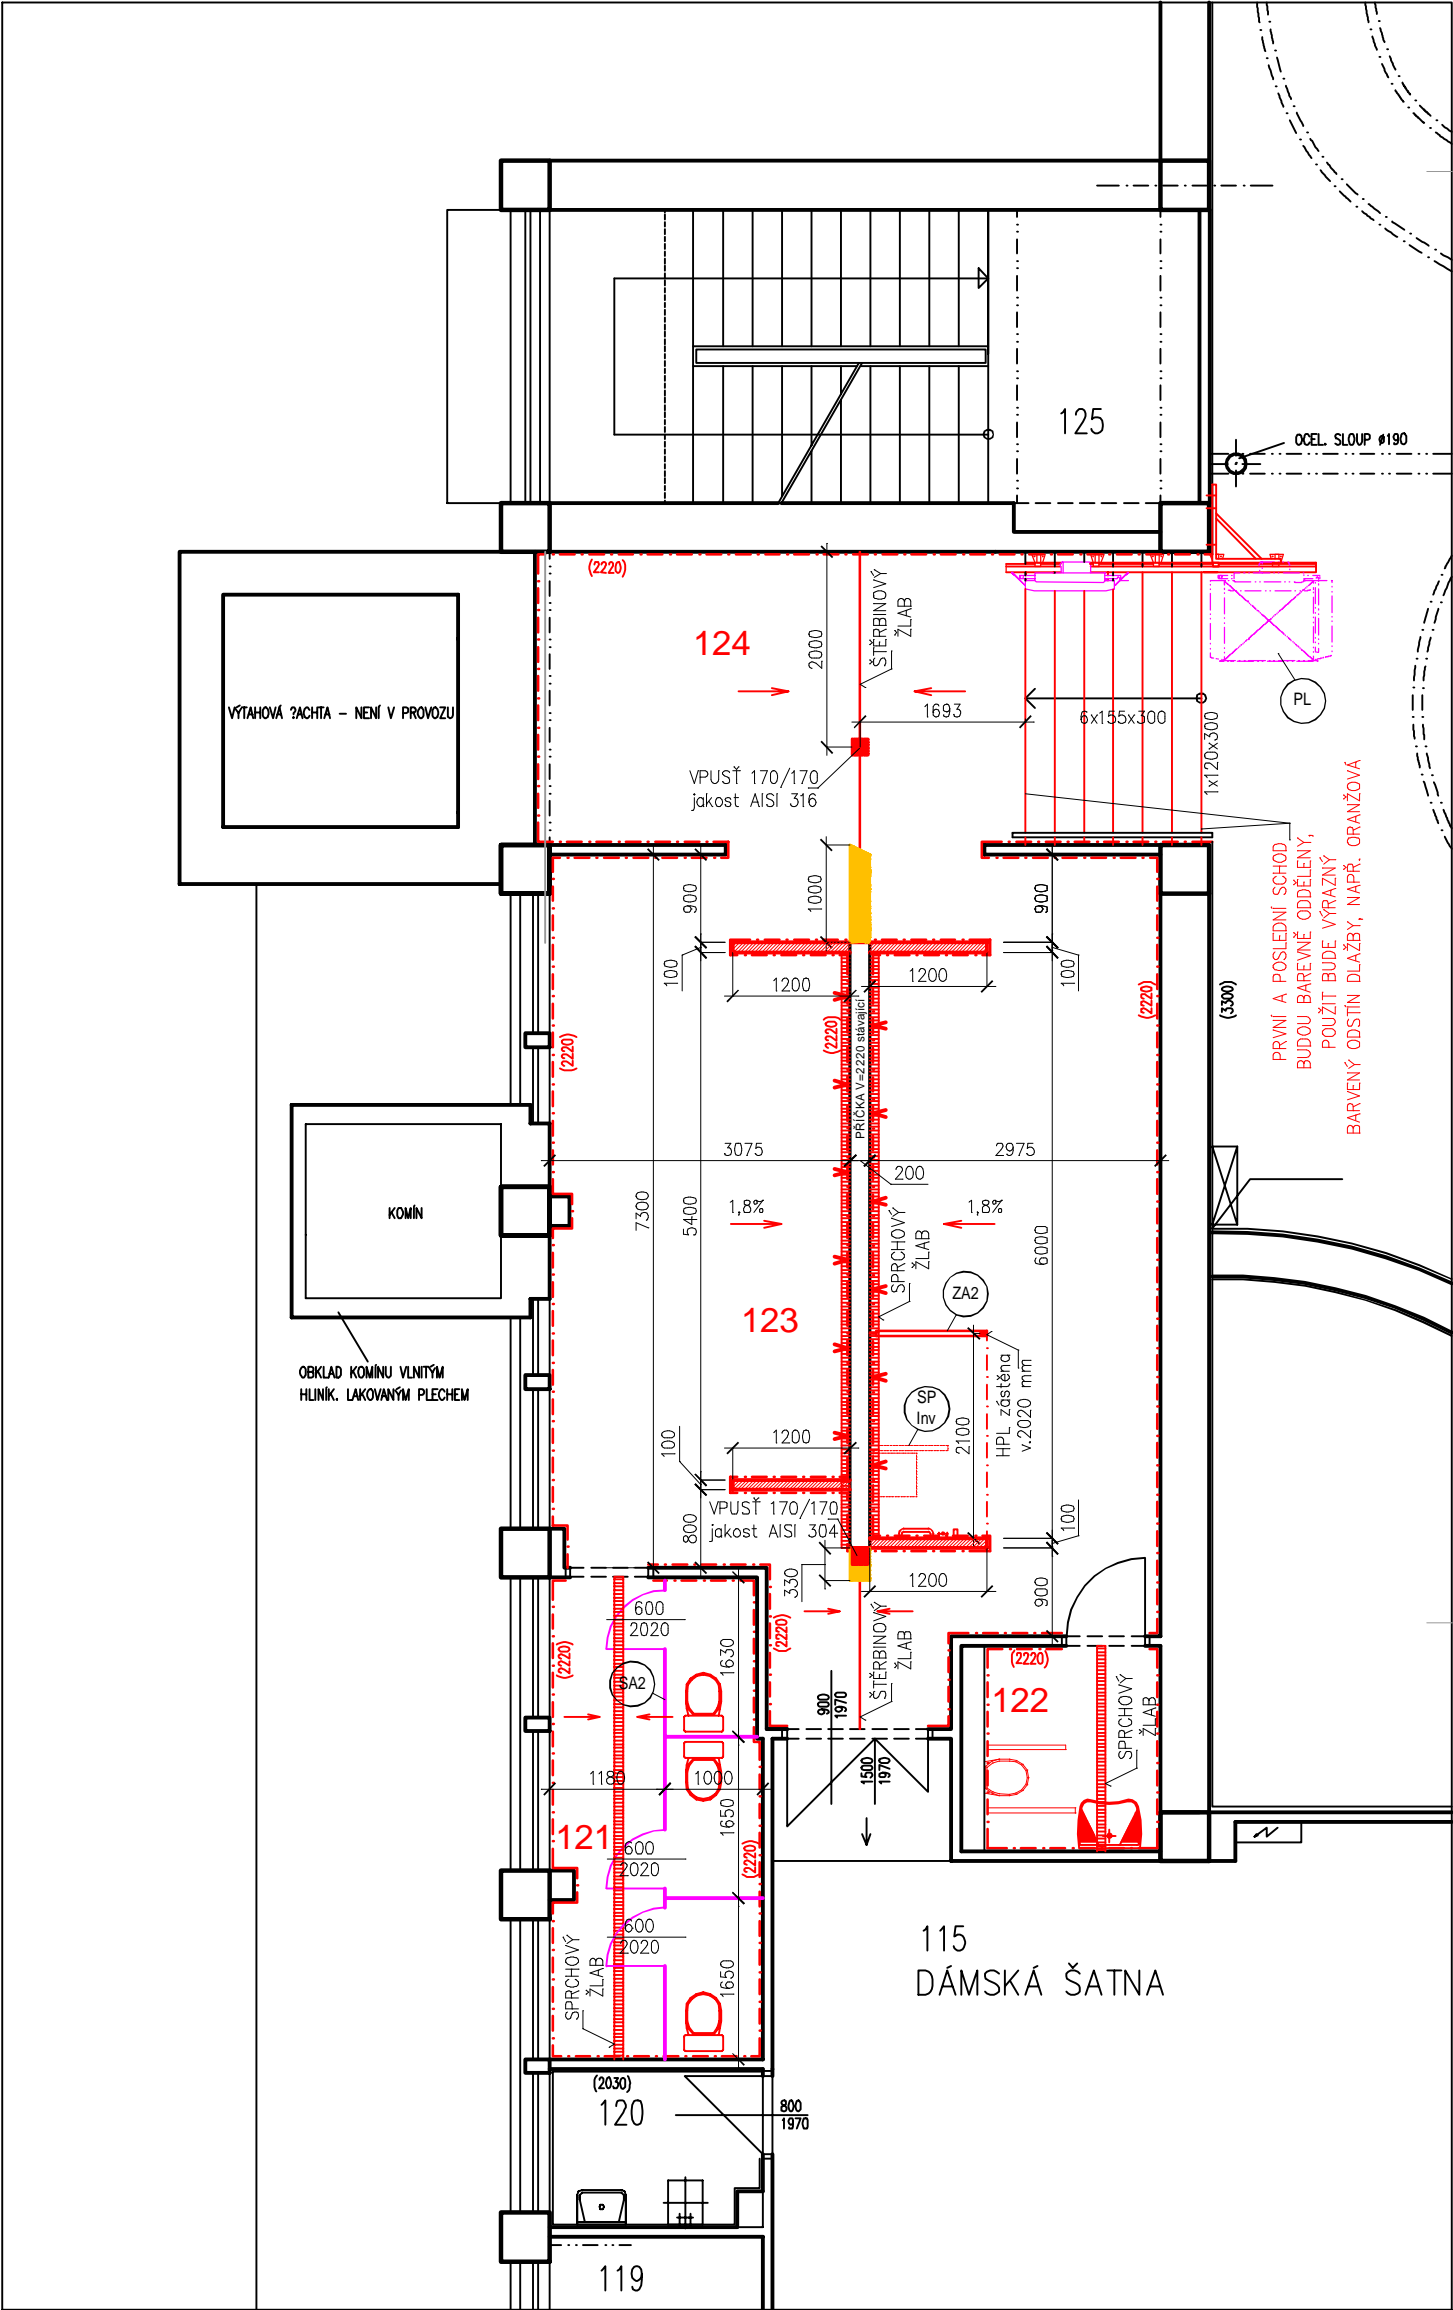 125
OCEL. SLOUP ø190
(2220)
124
2000
ŠTĚRBINOVÝ
ŽLAB
1693
6x155x300
1x120x300
PL
VÝTAHOVÁ ?ACHTA – NENÍ V PROVOZU
VPUSŤ 170/170
jakost AISI 316
PRVNÍ A POSLEDNÍ SCHOD
BUDOU BAREVNĚ ODDĚLENY,
POUŽIT BUDE VÝRAZNÝ
BARVENÝ ODSTÍN DLAŽBY, NAPŘ. ORANŽOVÁ
900
1000
900
100
1200
1200
100
(2220)
(2220)
(2220)
(3300)
PŘÍČKA V=2220 stávající
3075
2975
200
7300
5400
1,8%
1,8%
6000
SPRCHOVÝ
ŽLAB
KOMÍN
ZA2
123
OBKLAD KOMÍNU VLNITÝM
HLINÍK. LAKOVANÝM PLECHEM
HPL zástěna
v.2020 mm
SP
Inv
2100
100
1200
VPUSŤ 170/170
jakost AISI 304
800
100
330
1200
900
600
2020
1630
(2220)
(2220)
SA2
ŠTĚRBINOVÝ
ŽLAB
900
1970
(2220)
122
SPRCHOVÝ
ŽLAB
1180
1000
1500
1970
1650
121
600
2020
(2220)
600
2020
SPRCHOVÝ
ŽLAB
1650
115
DÁMSKÁ ŠATNA
(2030)
120
800
1970
119